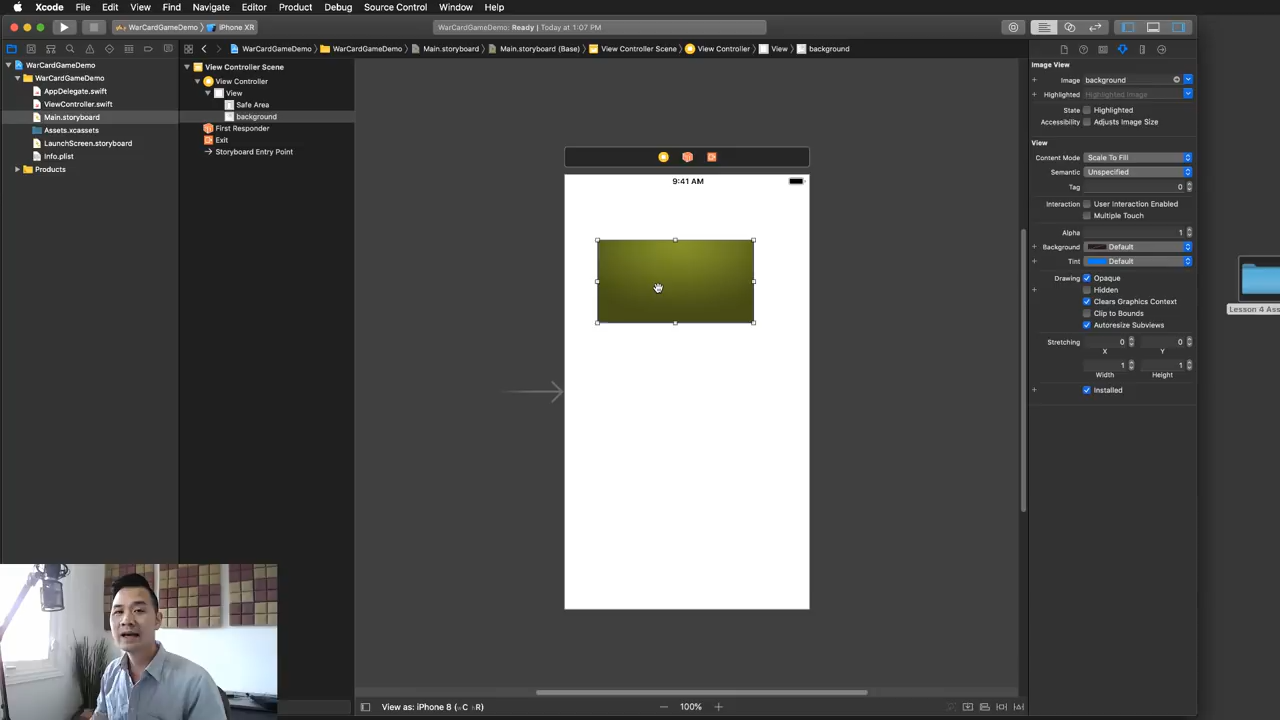 Xcode File Edit View Find Navigate Editor Product Debug Source Control Window Help
WarCardGameDemo iPhone XR
WarCardGameDemo: Ready | Today at 1:07 PM
WarCardGameDemo WarCardGameDemo Main.storyboard Main.storyboard (Base) View Controller Scene View Controller View background
WarCardGameDemo
WarCardGameDemo
AppDelegate.swift
ViewController.swift
Main.storyboard
Assets.xcassets
LaunchScreen.storyboard
Info.plist
Products
View Controller Scene
View Controller
View
Safe Area
background
First Responder
Exit
Storyboard Entry Point
9:41 AM
Image View
Image background
Highlighted Highlighted Image
State Highlighted
Accessibility Adjusts Image Size
View
Content Mode Scale To Fill
Semantic Unspecified
Tag 0
Interaction User Interaction Enabled
Multiple Touch
Alpha 1
Background Default
Tint Default
Drawing Opaque
Hidden
Clears Graphics Context
Clip to Bounds
Autoresize Subviews
Stretching 0 0
X Y
1 1
Width Height
Installed
Lesson 4 Ass
View as: iPhone 8 (wC hR)
100%